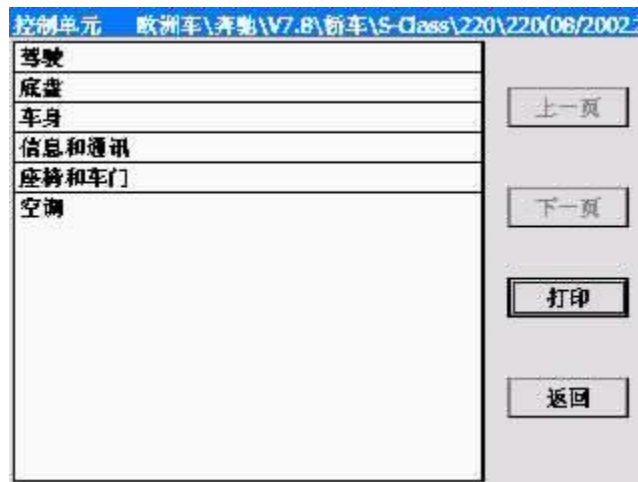 控制单元 欧洲车\奔驰\V7.8\轿车\S-Class\220\220(08/2002
驾驶
底盘
车身
信息和通讯
座椅和车门
空调
上一页
下一页
打印
返回